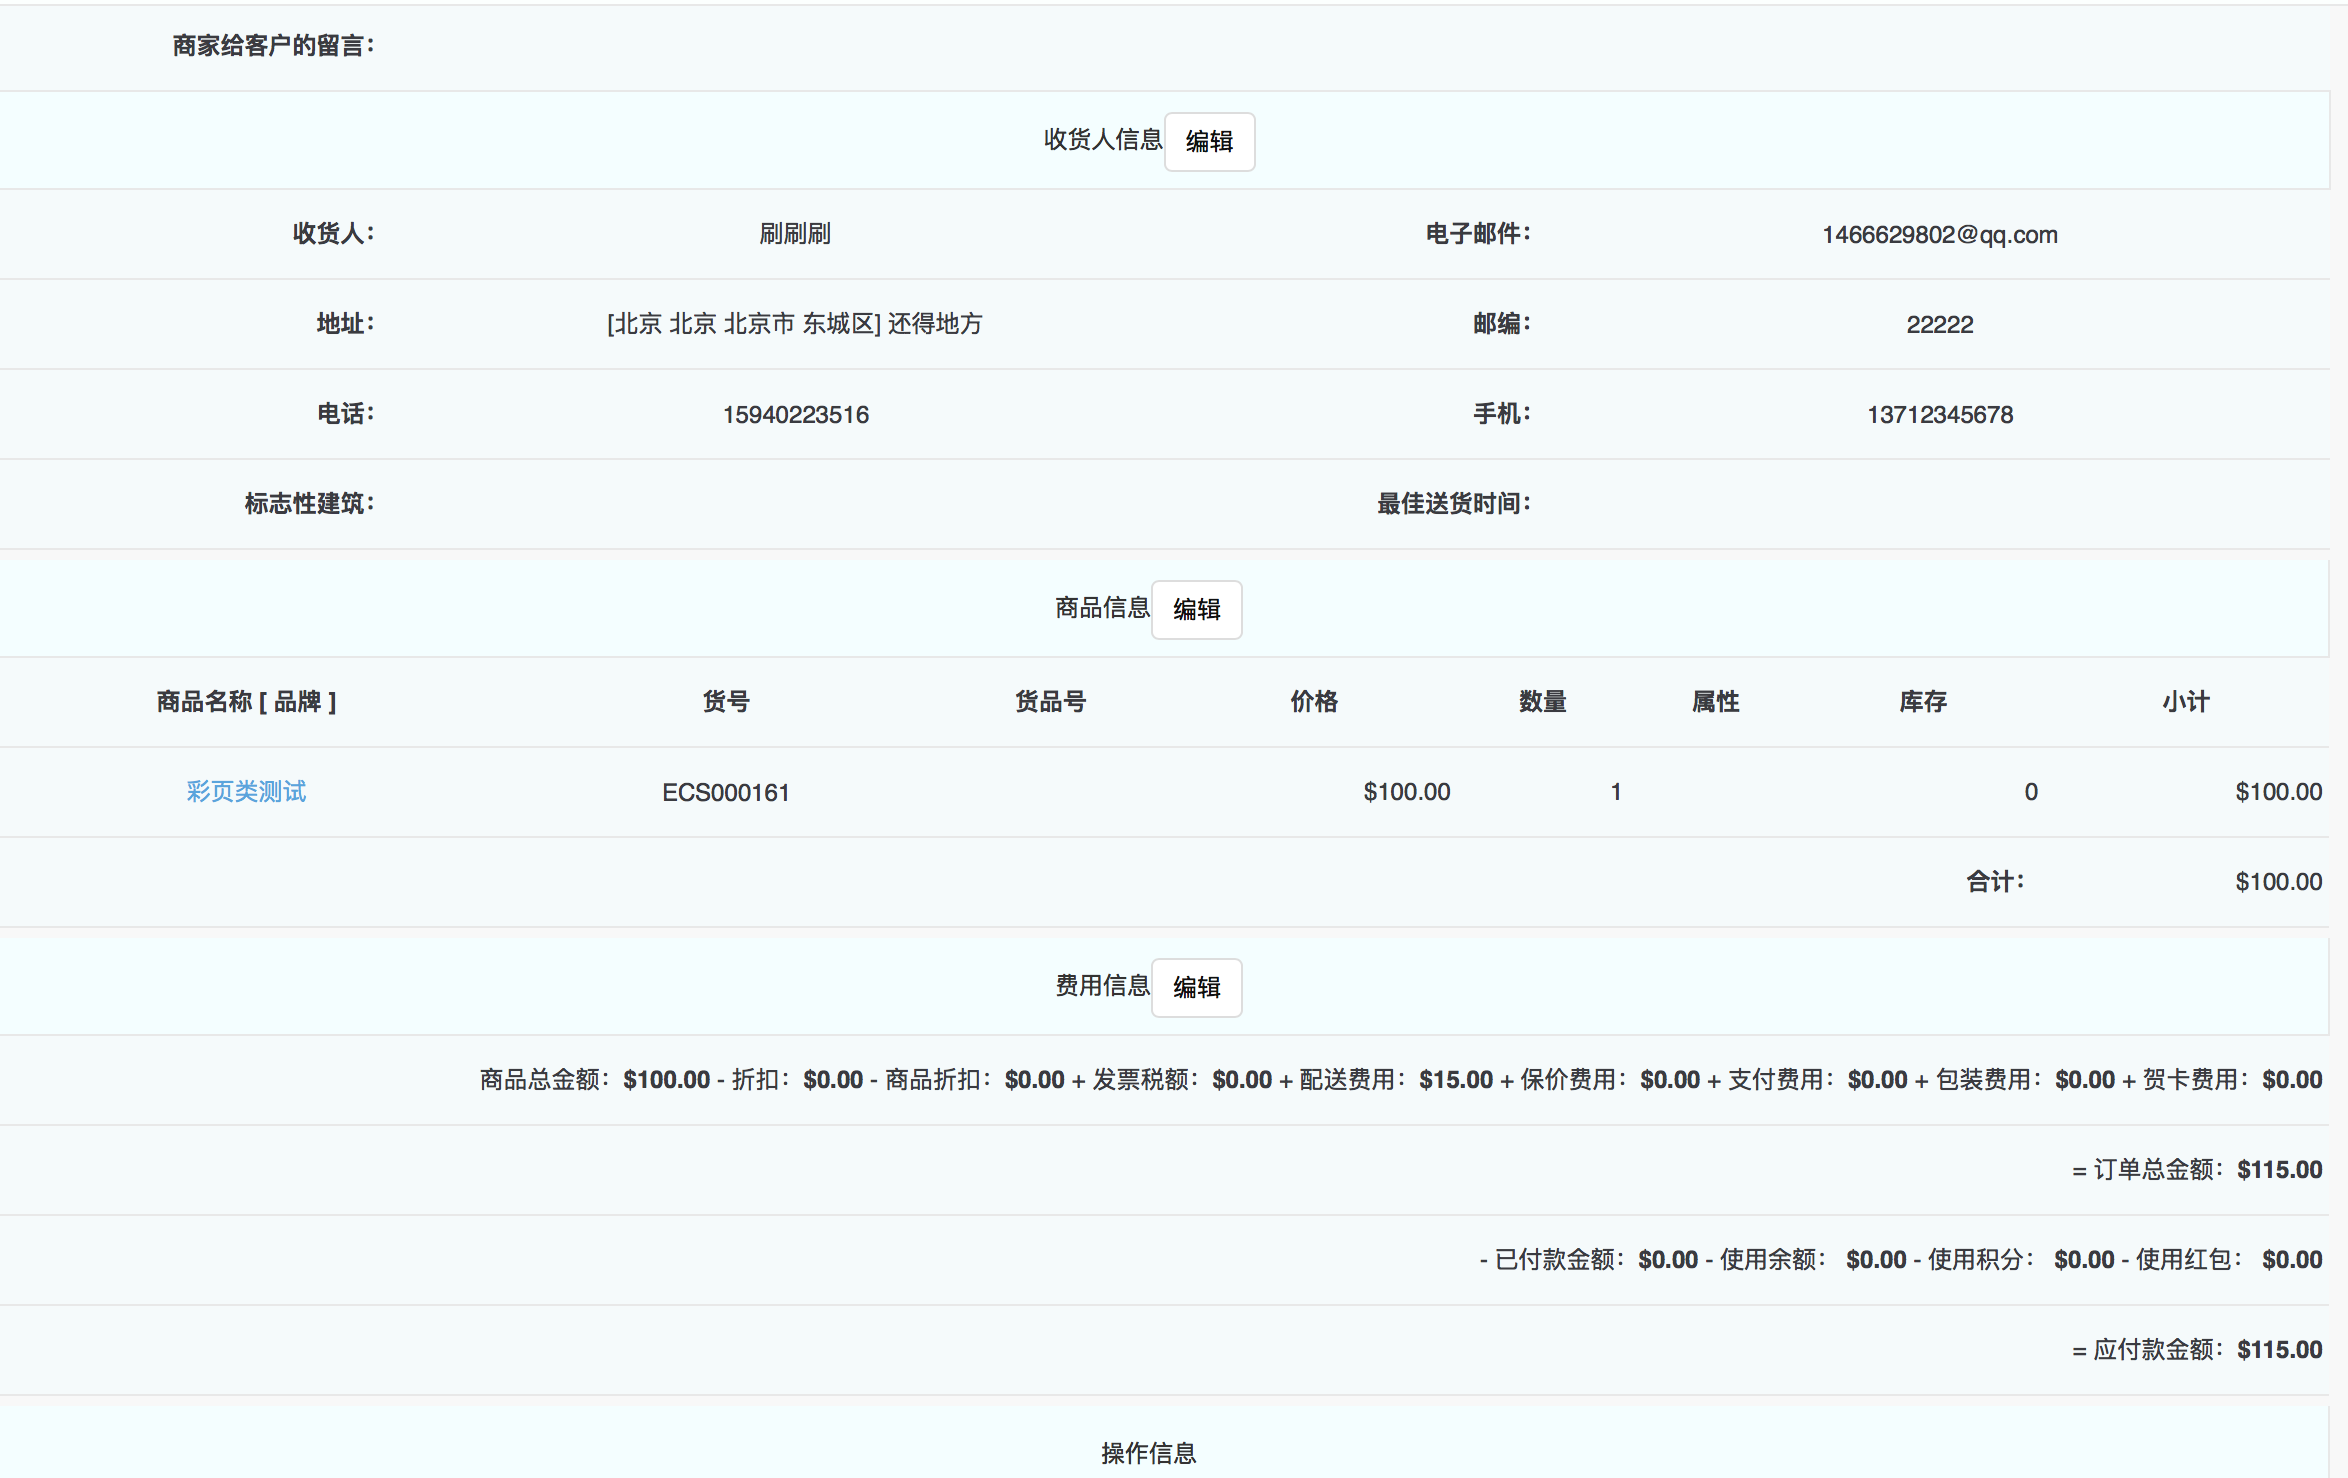 商家给客户的留言：
收货人信息 编辑
收货人： 刷刷刷 电子邮件： 1466629802@qq.com
地址： [北京 北京 北京市 东城区] 还得地方 邮编： 22222
电话： 15940223516 手机： 13712345678
标志性建筑： 最佳送货时间：
商品信息 编辑
商品名称 [ 品牌 ] 货号 货品号 价格 数量 属性 库存 小计
彩页类测试 ECS000161 $100.00 1 0 $100.00
合计： $100.00
费用信息 编辑
商品总金额：$100.00 - 折扣：$0.00 - 商品折扣：$0.00 + 发票税额：$0.00 + 配送费用：$15.00 + 保价费用：$0.00 + 支付费用：$0.00 + 包装费用：$0.00 + 贺卡费用：$0.00
= 订单总金额：$115.00
- 已付款金额：$0.00 - 使用余额： $0.00 - 使用积分： $0.00 - 使用红包： $0.00
= 应付款金额：$115.00
操作信息